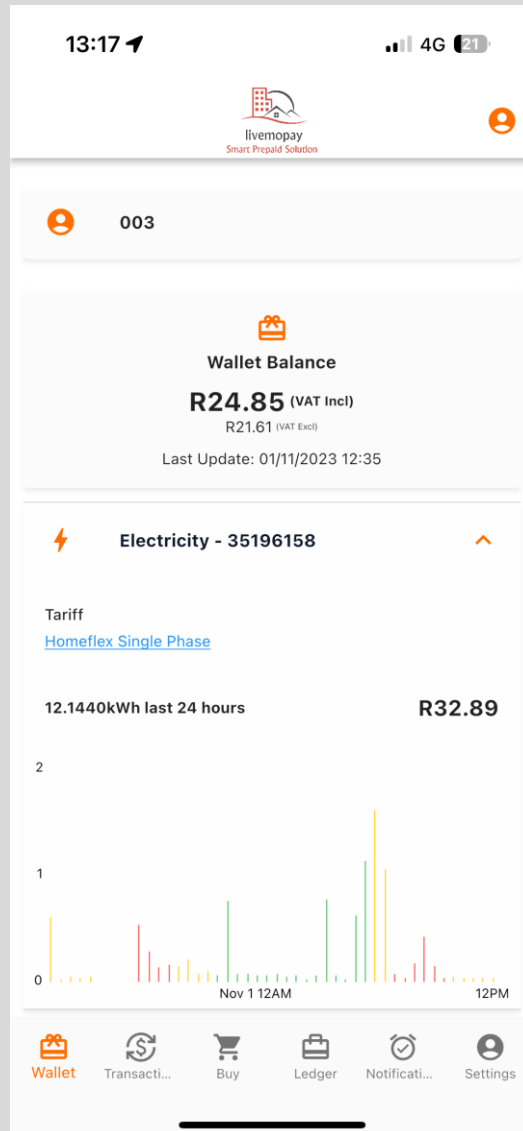 13:17
4G 21
livemopay
Smart Prepaid Solution
003
Wallet Balance
R24.85 (VAT Incl)
R21.61 (VAT Excl)
Last Update: 01/11/2023 12:35
Electricity - 35196158
Tariff
Homeflex Single Phase
12.1440kWh last 24 hours R32.89
2
1
0
Nov 1 12AM 12PM
Wallet Transacti... Buy Ledger Notificati... Settings